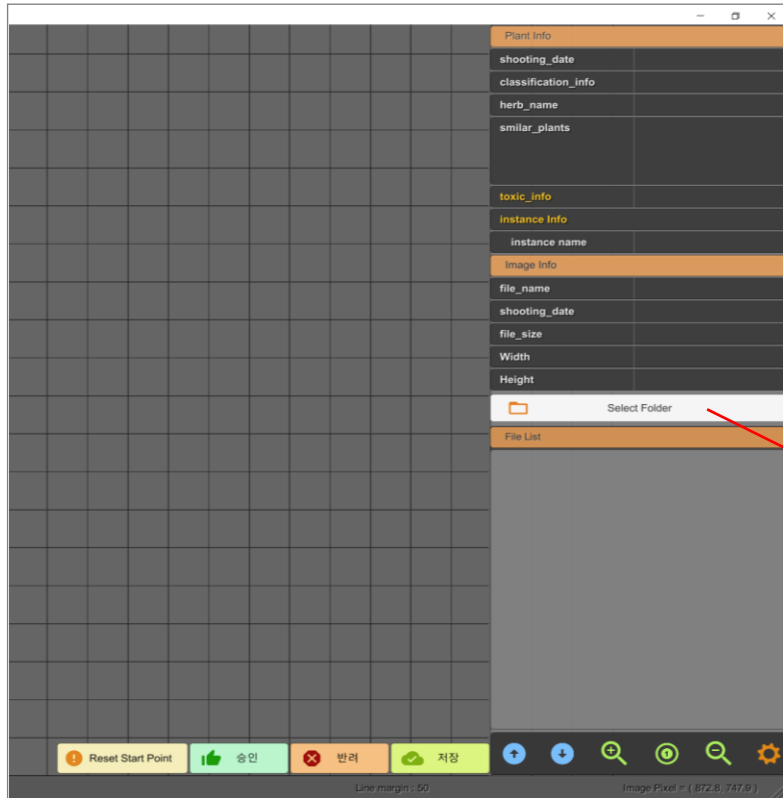 Plant Info
shooting_date
classification_info
herb_name
smilar_plants
toxic_info
instance Info
instance name
Image Info
file_name
shooting_date
file_size
Width
Height
Select Folder
File List
Reset Start Point 승인 반려 저장
Line margin : 50 Image Pixel = ( 872.8, 747.9 )